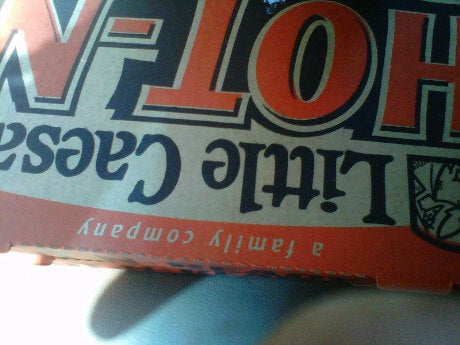 a family company
Little Caesa
HOT-N